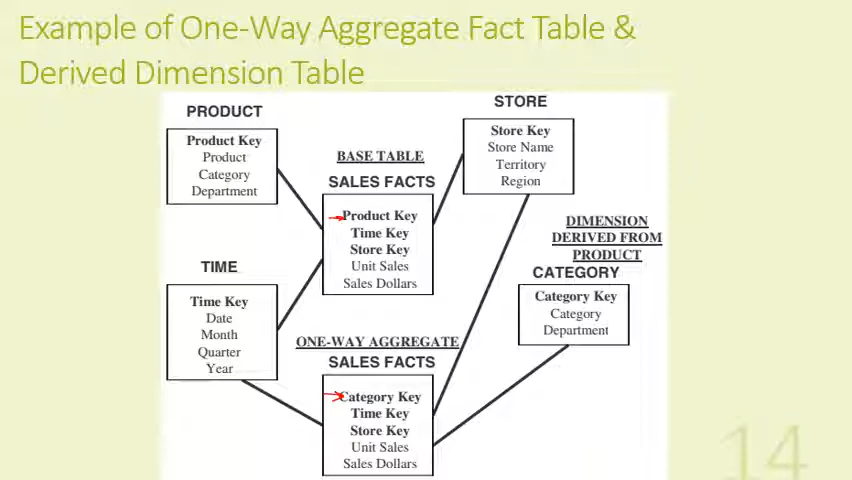 Example of One-Way Aggregate Fact Table &
Derived Dimension Table
PRODUCT
Product Key
Product
Category
Department
BASE TABLE
SALES FACTS
Product Key
Time Key
Store Key
Unit Sales
Sales Dollars
STORE
Store Key
Store Name
Territory
Region
TIME
Time Key
Date
Month
Quarter
Year
DIMENSION
DERIVED FROM
PRODUCT
CATEGORY
Category Key
Category
Department
ONE-WAY AGGREGATE
SALES FACTS
Category Key
Time Key
Store Key
Unit Sales
Sales Dollars
14